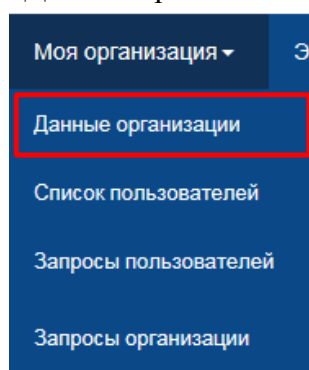 Моя организация Э
Данные организации
Список пользователей
Запросы пользователей
Запросы организации